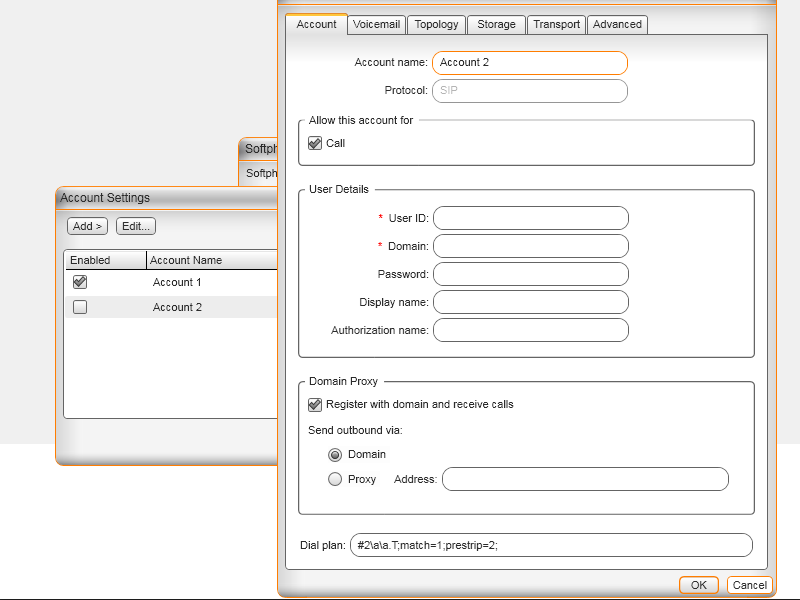 Account Voicemail Topology Storage Transport Advanced
Account name: Account 2
Protocol: SIP
Allow this account for
Call
User Details
* User ID:
* Domain:
Password:
Display name:
Authorization name:
Domain Proxy
Register with domain and receive calls
Send outbound via:
Domain
Proxy Address:
Dial plan: #2\a\a.T;match=1;prestrip=2;
OK Cancel
Account Settings
Add > Edit...
Enabled Account Name
Account 1
Account 2